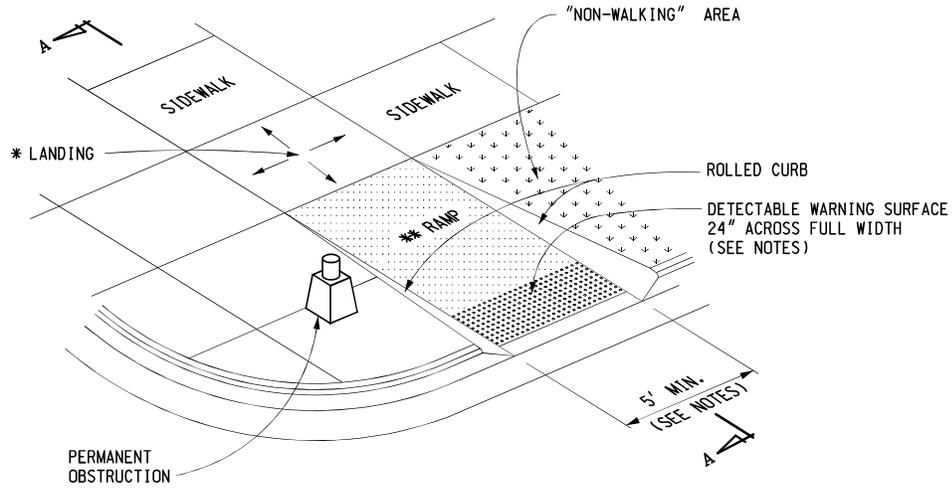 "NON-WALKING" AREA
A
SIDEWALK
SIDEWALK
* LANDING
ROLLED CURB
** RAMP
DETECTABLE WARNING SURFACE
24" ACROSS FULL WIDTH
(SEE NOTES)
5' MIN.
(SEE NOTES)
A
PERMANENT
OBSTRUCTION